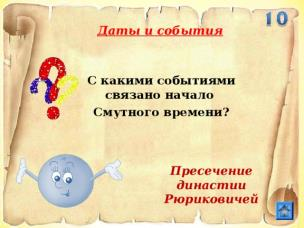 10
Даты и события
С какими событиями
связано начало
Смутного времени?
Пресечение
династии
Рюриковичей